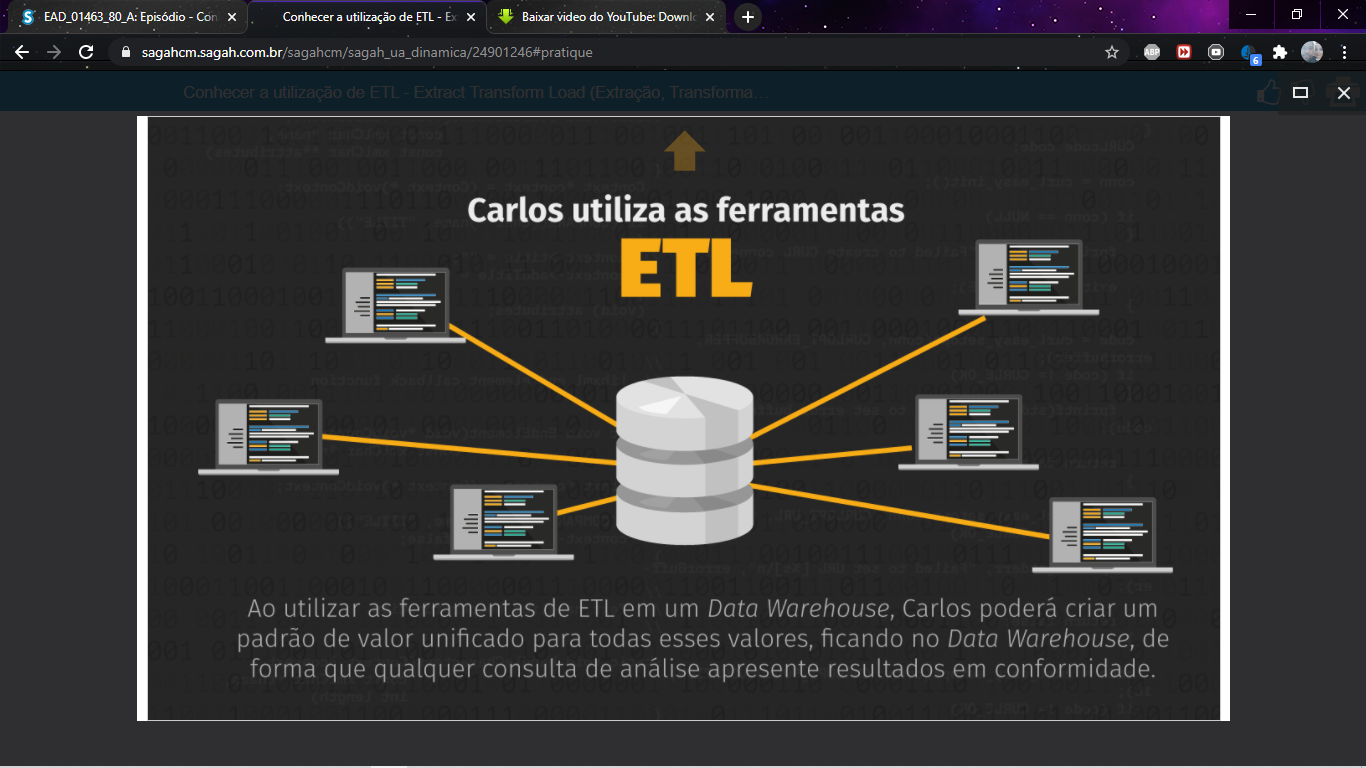 EAD_01463_80_A: Episódio - Con
Conhecer a utilização de ETL - Ex
Baixar video do YouTube: Downlo
sagahcm.sagah.com.br/sagahcm/sagah_ua_dinamica/24901246#pratique
ABP
6
Conhecer a utilização de ETL - Extract Transform Load (Extração, Transforma…
Carlos utiliza as ferramentas
ETL
Ao utilizar as ferramentas de ETL em um Data Warehouse, Carlos poderá criar um
padrão de valor unificado para todas esses valores, ficando no Data Warehouse, de
forma que qualquer consulta de análise apresente resultados em conformidade.